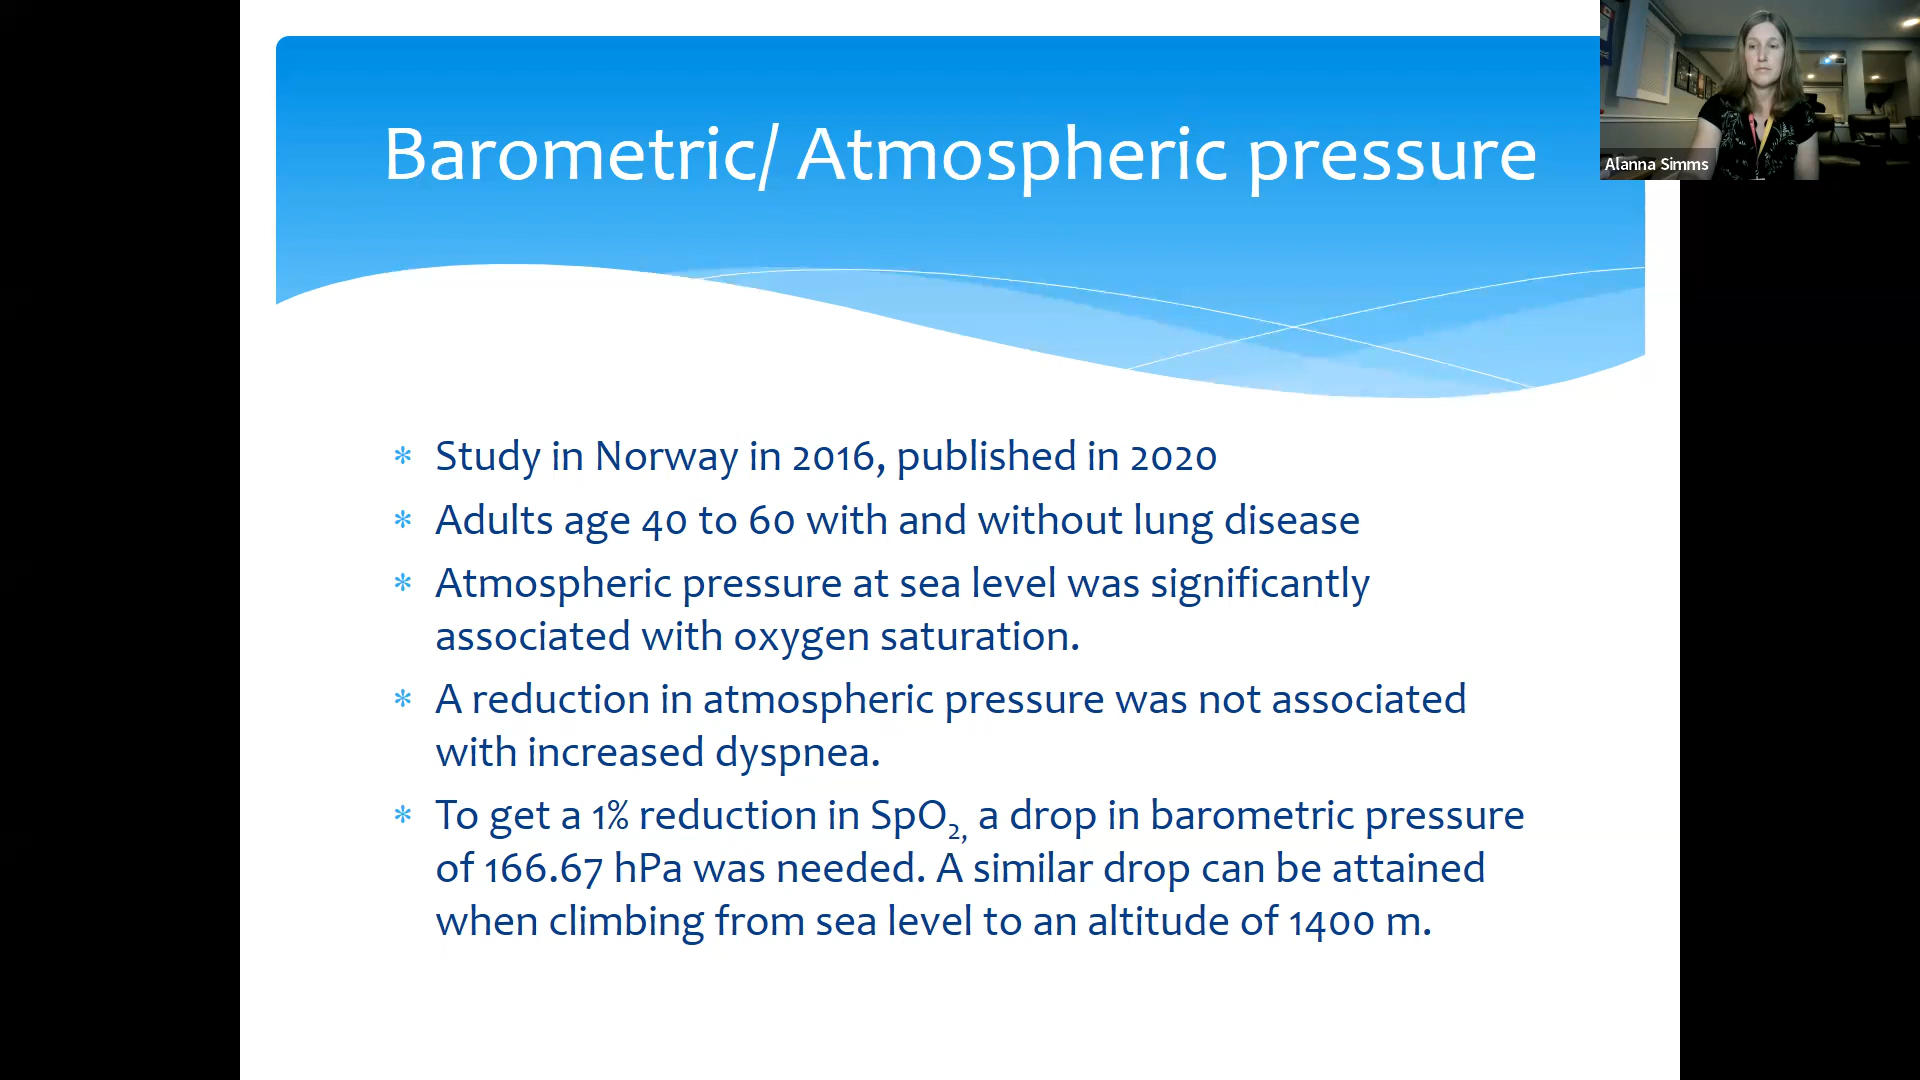 Barometric/ Atmospheric pressure
Alanna Simms
* Study in Norway in 2016, published in 2020
* Adults age 40 to 60 with and without lung disease
* Atmospheric pressure at sea level was significantly
associated with oxygen saturation.
* A reduction in atmospheric pressure was not associated
with increased dyspnea.
* To get a 1% reduction in SpO₂, a drop in barometric pressure
of 166.67 hPa was needed. A similar drop can be attained
when climbing from sea level to an altitude of 1400 m.